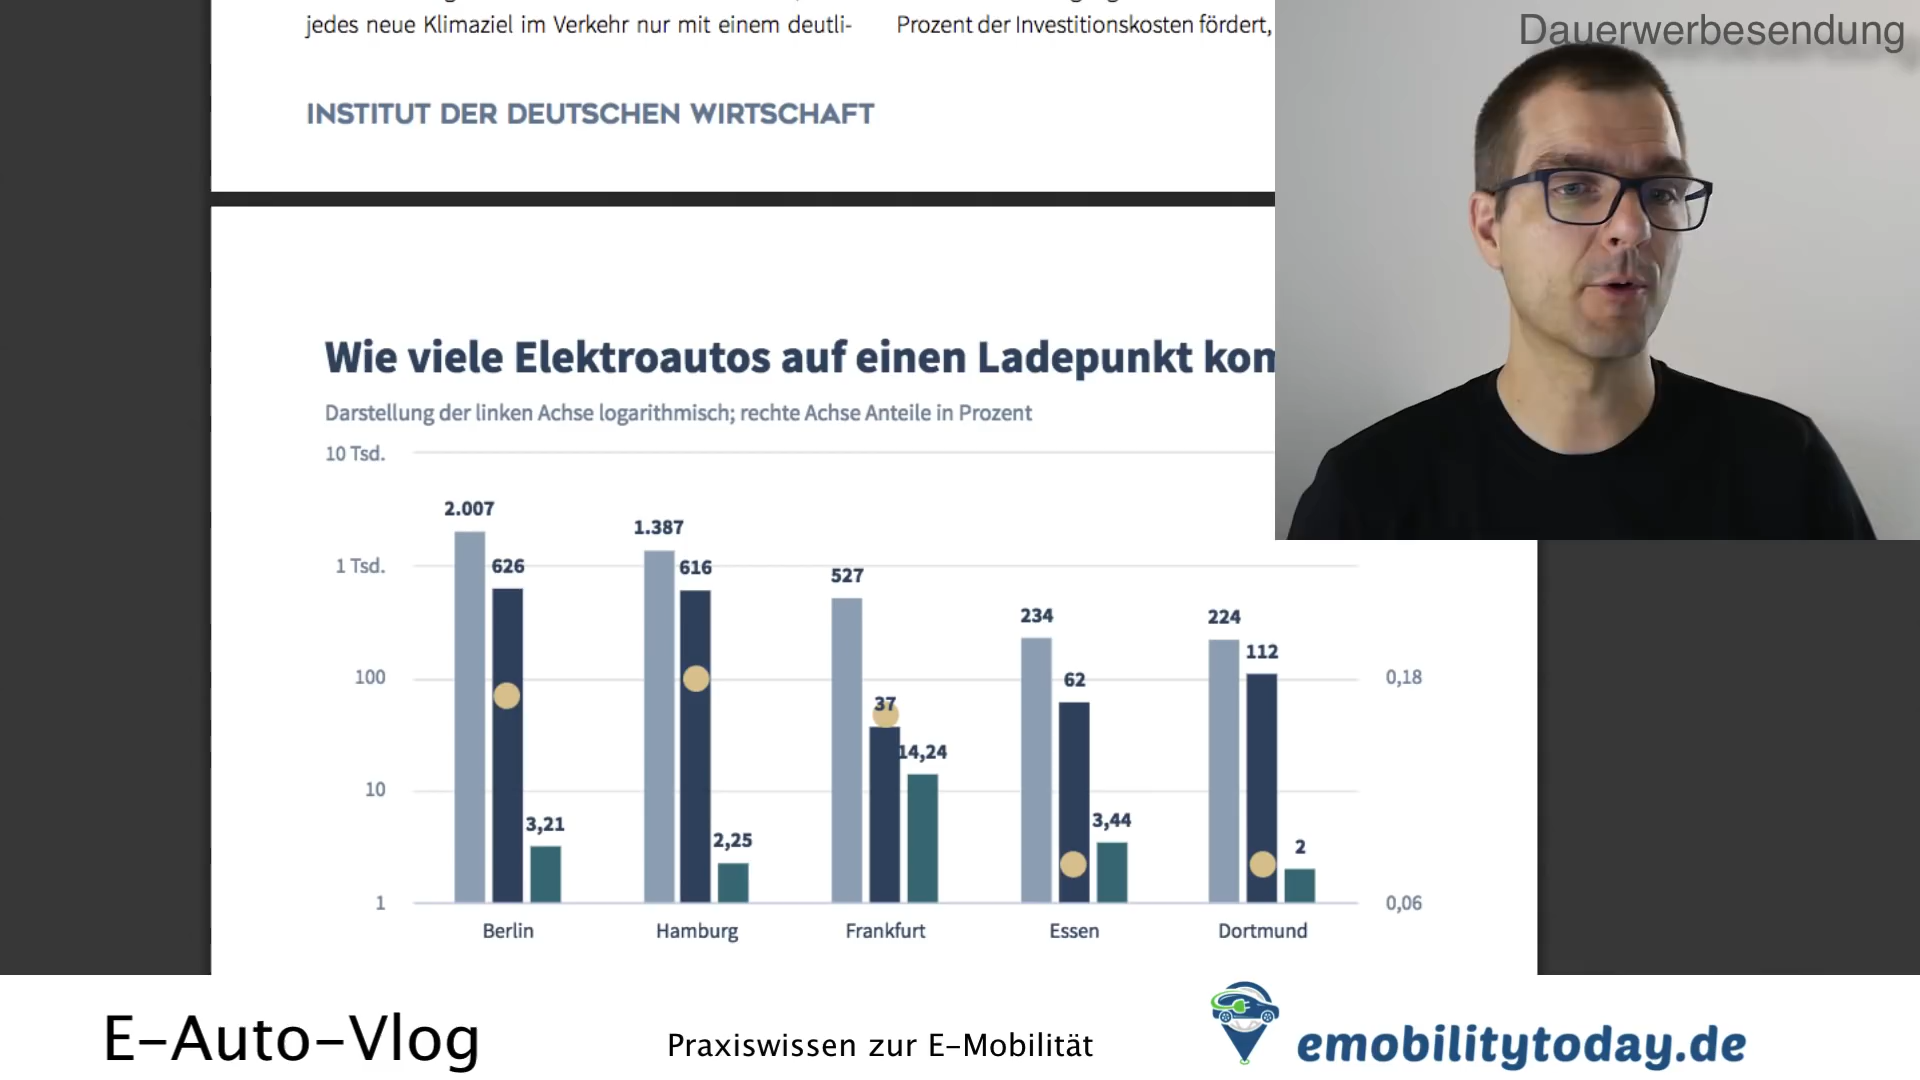 jedes neue Klimaziel im Verkehr nur mit einem deutli-
Prozent der Investitionskosten fördert,
Dauerwerbesendung
INSTITUT DER DEUTSCHEN WIRTSCHAFT
Wie viele Elektroautos auf einen Ladepunkt
Darstellung der linken Achse logarithmisch; rechte Achse Anteile in Prozent
10 Tsd.
1 Tsd.
100
10
1
2.007
626
3,21
1.387
616
2,25
527
37
14,24
234
62
3,44
224
112
2
0,18
0,06
Berlin
Hamburg
Frankfurt
Essen
Dortmund
E-Auto-Vlog
Praxiswissen zur E-Mobilität
emobilitytoday.de